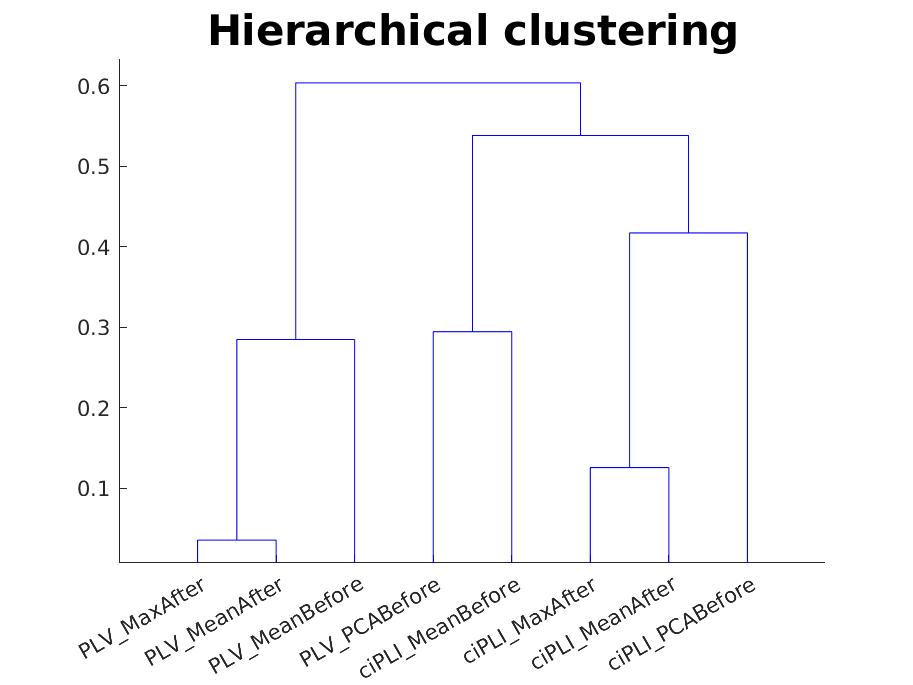 Hierarchical clustering
0.6
0.5
0.4
0.3
0.2
0.1
PLV_MaxAfter
PLV_MeanAfter
PLV_MeanBefore
PLV_PCABefore
ciPLI_MeanBefore
ciPLI_MaxAfter
ciPLI_MeanAfter
ciPLI_PCABefore